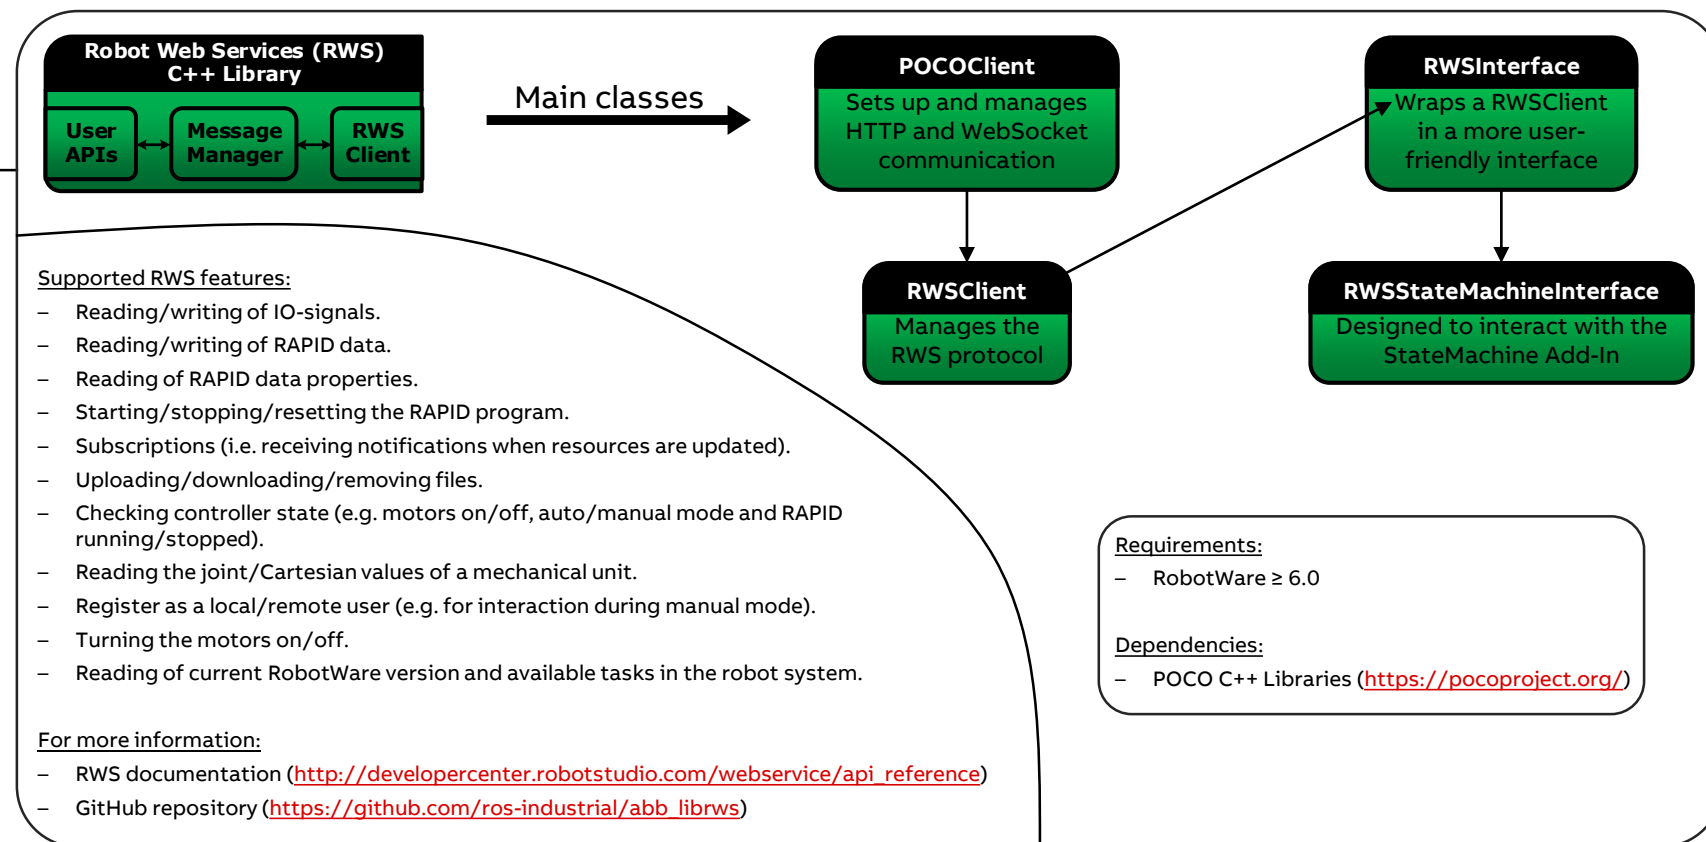 Robot Web Services (RWS)
C++ Library
User
APIs
Message
Manager
RWS
Client
Main classes
POCOClient
Sets up and manages
HTTP and WebSocket
communication
RWSClient
Manages the
RWS protocol
RWSInterface
Wraps a RWSClient
in a more user-
friendly interface
RWSStateMachineInterface
Designed to interact with the
StateMachine Add-In
Supported RWS features:
– Reading/writing of IO-signals.
– Reading/writing of RAPID data.
– Reading of RAPID data properties.
– Starting/stopping/resetting the RAPID program.
– Subscriptions (i.e. receiving notifications when resources are updated).
– Uploading/downloading/removing files.
– Checking controller state (e.g. motors on/off, auto/manual mode and RAPID
running/stopped).
– Reading the joint/Cartesian values of a mechanical unit.
– Register as a local/remote user (e.g. for interaction during manual mode).
– Turning the motors on/off.
– Reading of current RobotWare version and available tasks in the robot system.
For more information:
– RWS documentation (http://developercenter.robotstudio.com/webservice/api_reference)
– GitHub repository (https://github.com/ros-industrial/abb_librws)
Requirements:
– RobotWare ≥ 6.0
Dependencies:
– POCO C++ Libraries (https://pocoproject.org/)